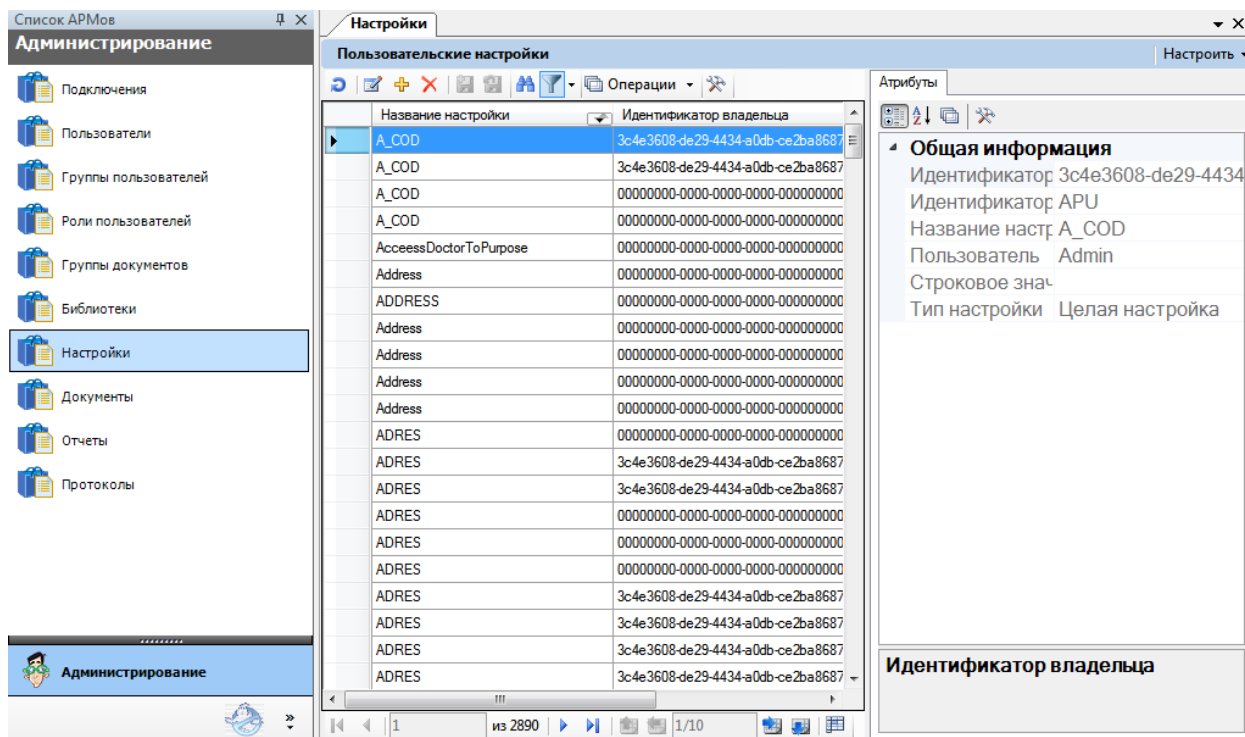 Список АРМов
Администрирование
Подключения
Пользователи
Группы пользователей
Роли пользователей
Группы документов
Библиотеки
Настройки
Документы
Отчеты
Протоколы
Администрирование
Настройки
Пользовательские настройки
Настроить
Операции
Название настройки Идентификатор владельца
A_COD 3c4e3608-de29-4434-a0db-ce2ba8687
A_COD 3c4e3608-de29-4434-a0db-ce2ba8687
A_COD 00000000-0000-0000-0000-000000000
A_COD 00000000-0000-0000-0000-000000000
AcceessDoctorToPurpose 00000000-0000-0000-0000-000000000
Address 00000000-0000-0000-0000-000000000
ADDRESS 00000000-0000-0000-0000-000000000
Address 00000000-0000-0000-0000-000000000
Address 00000000-0000-0000-0000-000000000
Address 00000000-0000-0000-0000-000000000
Address 00000000-0000-0000-0000-000000000
ADRES 00000000-0000-0000-0000-000000000
ADRES 3c4e3608-de29-4434-a0db-ce2ba8687
ADRES 3c4e3608-de29-4434-a0db-ce2ba8687
ADRES 00000000-0000-0000-0000-000000000
ADRES 00000000-0000-0000-0000-000000000
ADRES 00000000-0000-0000-0000-000000000
ADRES 3c4e3608-de29-4434-a0db-ce2ba8687
ADRES 3c4e3608-de29-4434-a0db-ce2ba8687
ADRES 3c4e3608-de29-4434-a0db-ce2ba8687
ADRES 3c4e3608-de29-4434-a0db-ce2ba8687
1 из 2890 1/10
Атрибуты
Общая информация
Идентификатор 3c4e3608-de29-4434
Идентификатор APU
Название настр A_COD
Пользователь Admin
Строковое знач
Тип настройки Целая настройка
Идентификатор владельца